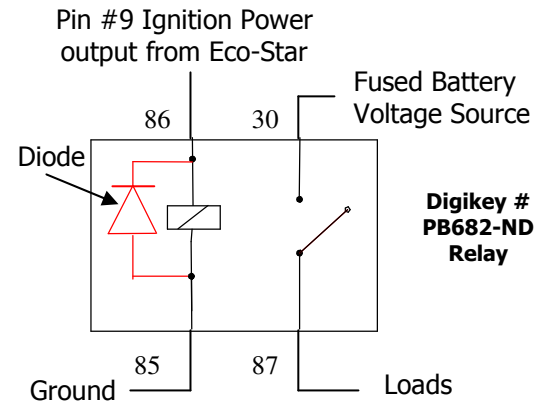 Pin #9 Ignition Power
output from Eco-Star
Fused Battery
Voltage Source
86
30
Diode
Digikey #
PB682-ND
Relay
85
87
Ground
Loads